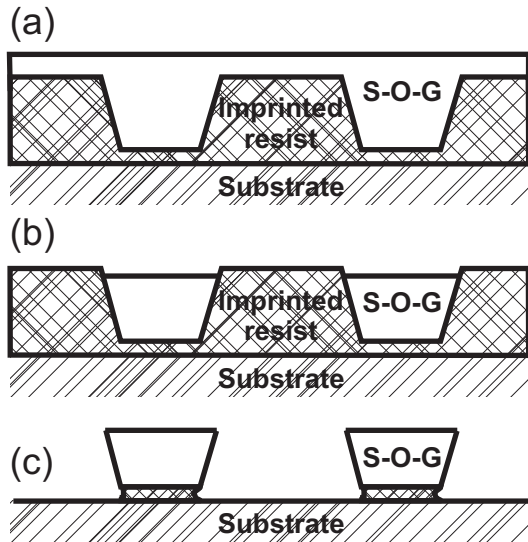 (a)
S-O-G
Imprinted
resist
Substrate
(b)
Imprinted
S-O-G
resist
Substrate
(c)
S-O-G
Substrate